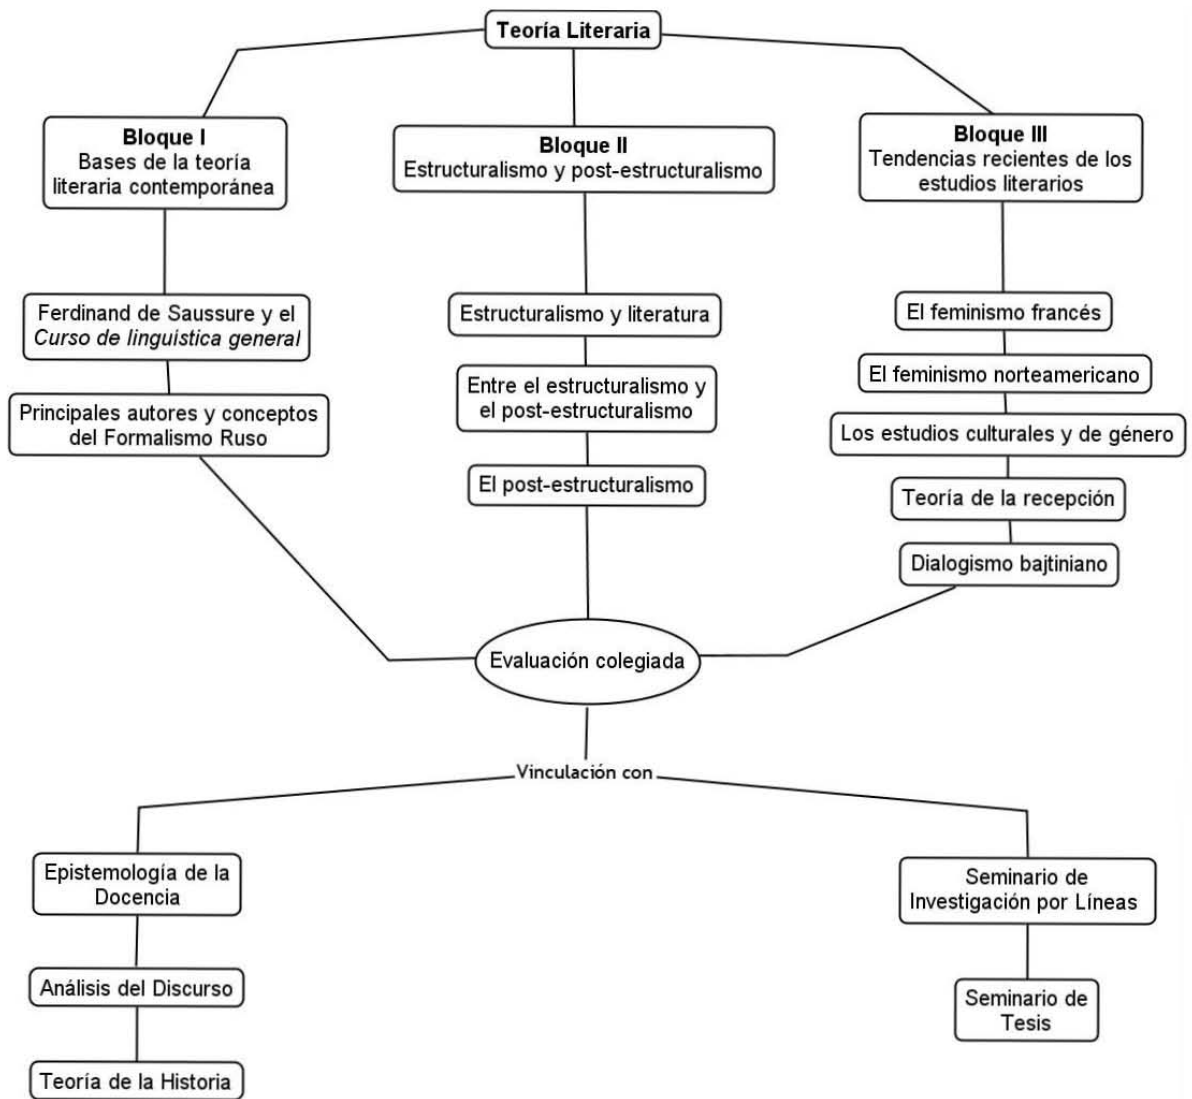 Teoría Literaria
Bloque I
Bases de la teoría
literaria contemporánea
Bloque II
Estructuralismo y post-estructuralismo
Bloque III
Tendencias recientes de los
estudios literarios
Ferdinand de Saussure y el
Curso de linguistica general
Principales autores y conceptos
del Formalismo Ruso
Estructuralismo y literatura
Entre el estructuralismo y
el post-estructuralismo
El post-estructuralismo
El feminismo francés
El feminismo norteamericano
Los estudios culturales y de género
Teoría de la recepción
Dialogismo bajtiniano
Evaluación colegiada
Vinculación con
Epistemología de la
Docencia
Análisis del Discurso
Teoría de la Historia
Seminario de
Investigación por Líneas
Seminario de
Tesis